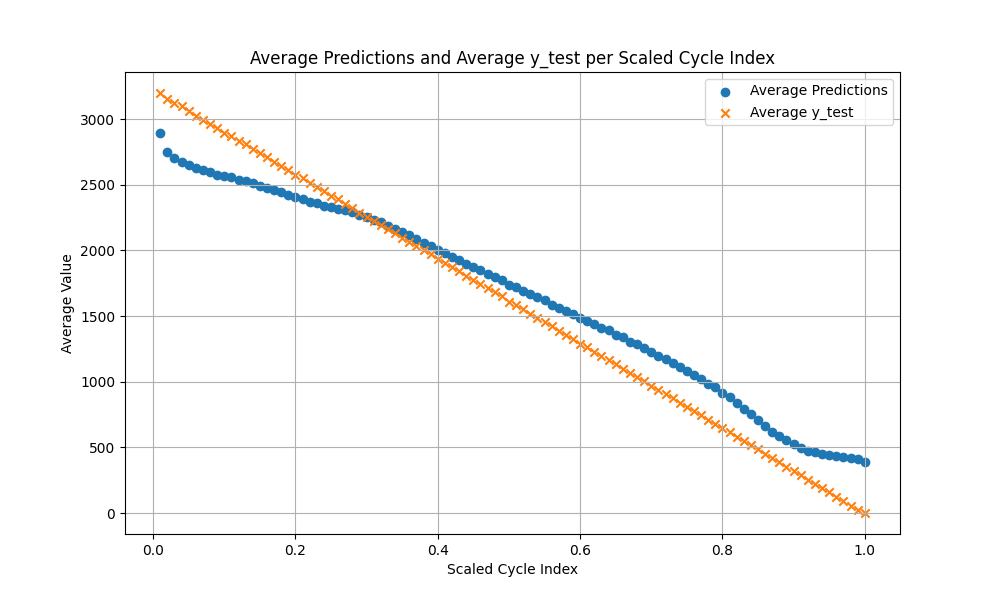 Average Predictions and Average y_test per Scaled Cycle Index
Average Predictions
Average y_test
3000
2500
2000
1500
1000
500
0
Average Value
0.0 0.2 0.4 0.6 0.8 1.0
Scaled Cycle Index